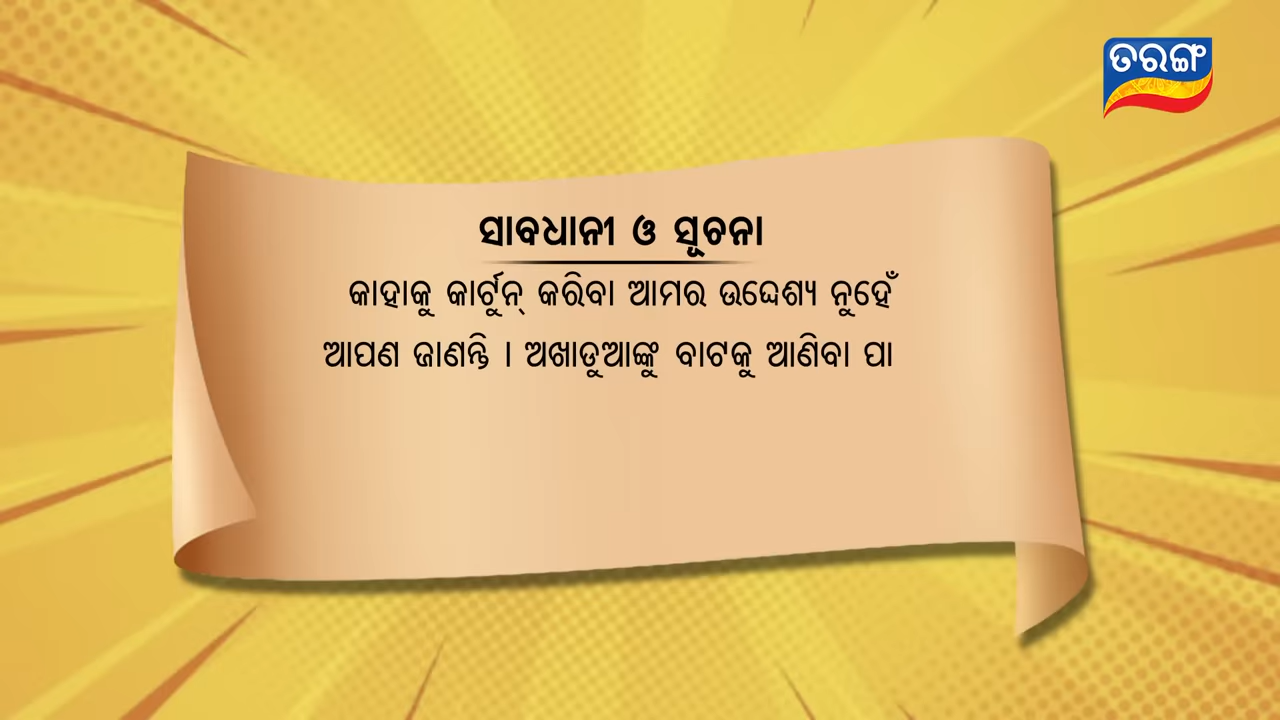 ତରଙ୍ଗ
ସାବଧାନୀ ଓ ସୂଚନା
କାହାକୁ କାର୍ଟୁନ୍ କରିବା ଆମର ଉଦ୍ଦେଶ୍ୟ ନୁହେଁ
ଆପଣ ଜାଣନ୍ତି । ଅଖାଡୁଆଙ୍କୁ ବାଟକୁ ଆଣିବା ପା